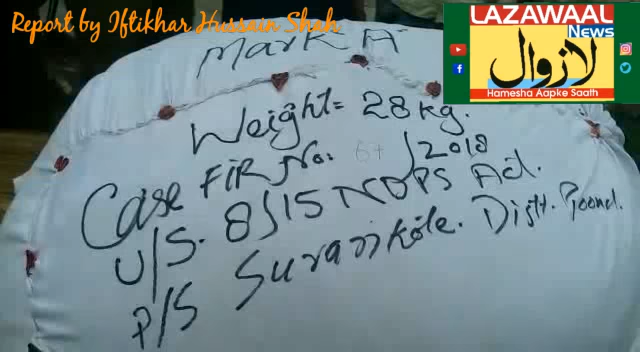 Report by Iftikhar Hussain Shah
LAZAWAAL
News
لازوال
Hamesha Aapke Saath
Mark A
Weight = 28 kg.
Case FIR No: 67 /2018
U/S. 8/15 NDPS Act.
P/S Surankote. Distt. Poonch.